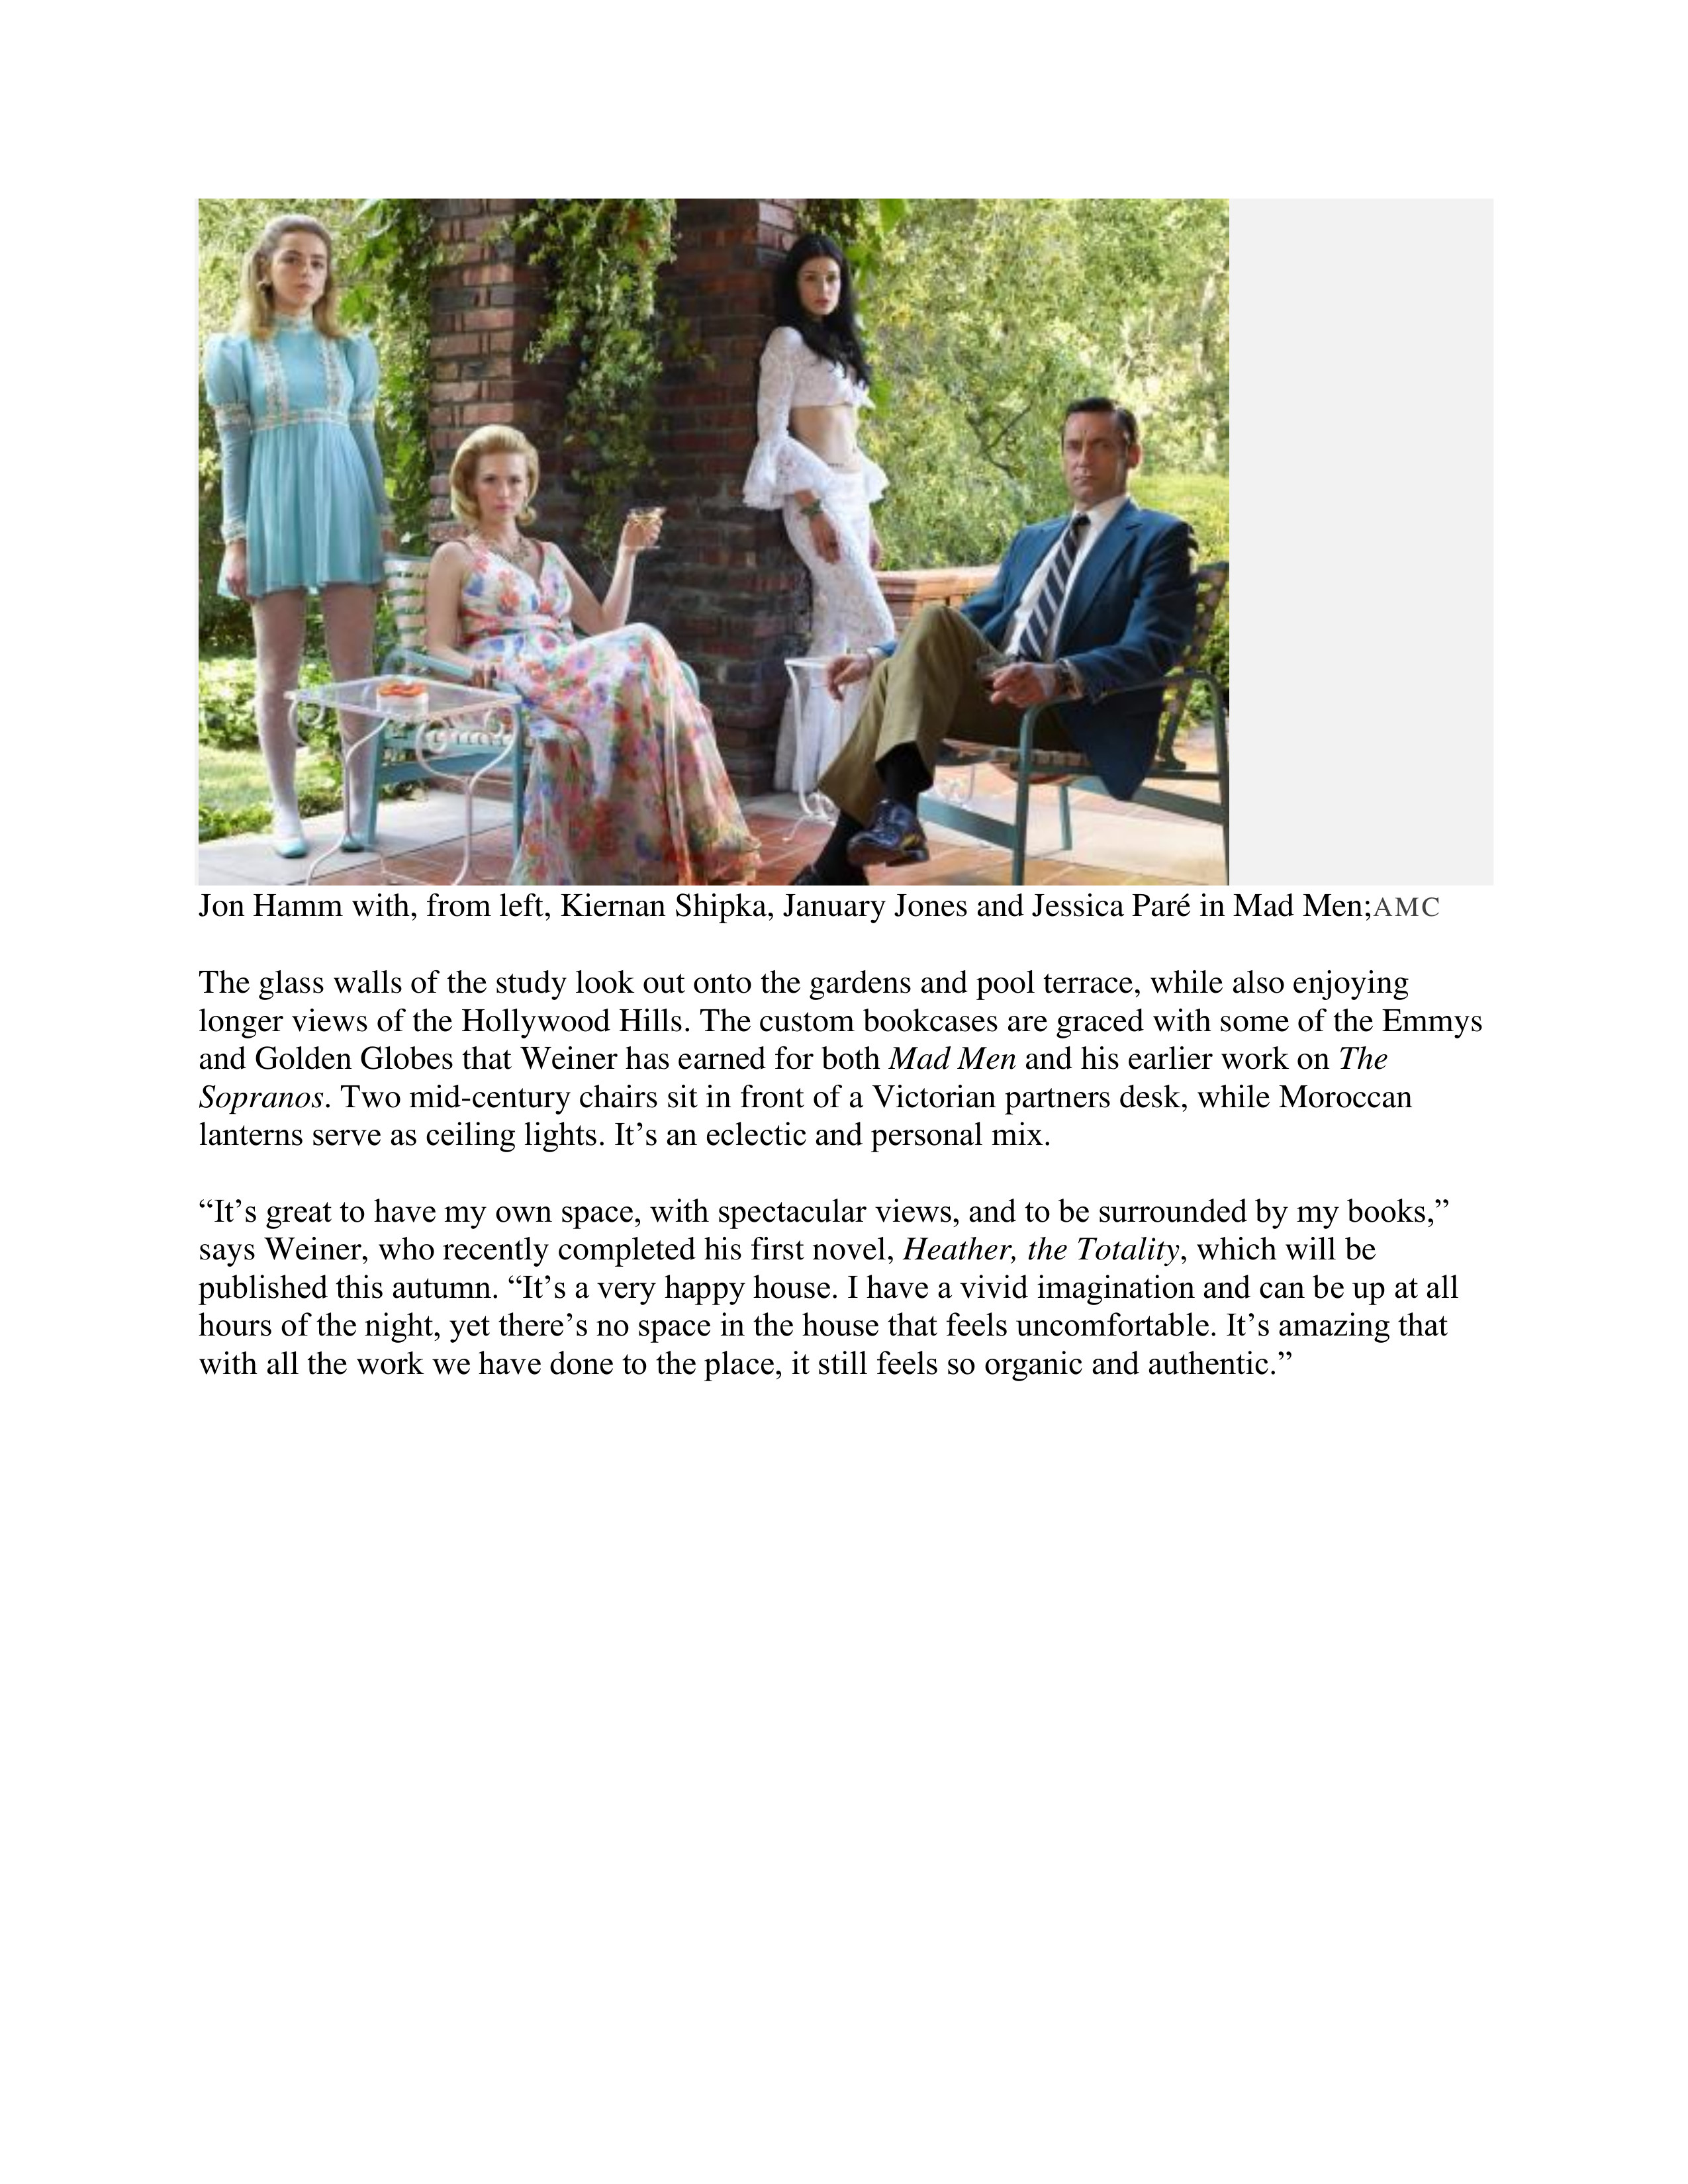 Jon Hamm with, from left, Kiernan Shipka, January Jones and Jessica Paré in Mad Men;AMC
The glass walls of the study look out onto the gardens and pool terrace, while also enjoying
longer views of the Hollywood Hills. The custom bookcases are graced with some of the Emmys
and Golden Globes that Weiner has earned for both Mad Men and his earlier work on The
Sopranos. Two mid-century chairs sit in front of a Victorian partners desk, while Moroccan
lanterns serve as ceiling lights. It’s an eclectic and personal mix.
“It’s great to have my own space, with spectacular views, and to be surrounded by my books,”
says Weiner, who recently completed his first novel, Heather, the Totality, which will be
published this autumn. “It’s a very happy house. I have a vivid imagination and can be up at all
hours of the night, yet there’s no space in the house that feels uncomfortable. It’s amazing that
with all the work we have done to the place, it still feels so organic and authentic.”